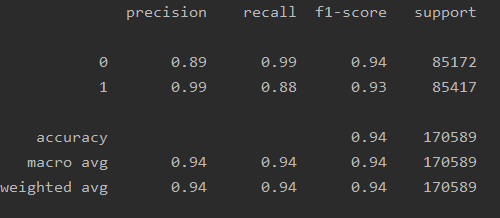 precision recall f1-score support
0 0.89 0.99 0.94 85172
1 0.99 0.88 0.93 85417
accuracy 0.94 170589
macro avg 0.94 0.94 0.94 170589
weighted avg 0.94 0.94 0.94 170589